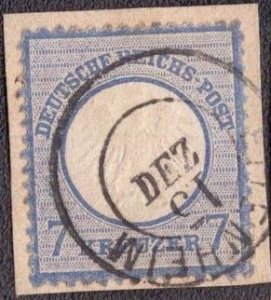 DEUTSCHE REICHS-POST
DEZ
7 KREUZER 7